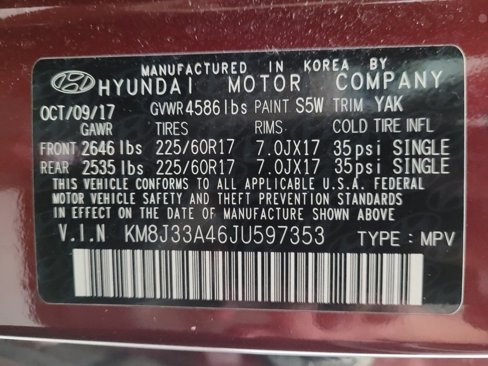 MANUFACTURED IN KOREA BY
HYUNDAI MOTOR COMPANY
OCT/09/17 GVWR 4586 lbs PAINT S5W TRIM YAK
GAWR TIRES RIMS COLD TIRE INFL
FRONT 2646 lbs 225/60R17 7.0JX17 35psi SINGLE
REAR 2535 lbs 225/60R17 7.0JX17 35psi SINGLE
THIS VEHICLE CONFORMS TO ALL APPLICABLE U.S.A. FEDERAL
MOTOR VEHICLE SAFETY AND THEFT PREVENTION STANDARDS
IN EFFECT ON THE DATE OF MANUFACTURE SHOWN ABOVE.
V.I.N KM8J33A46JU597353 TYPE : MPV